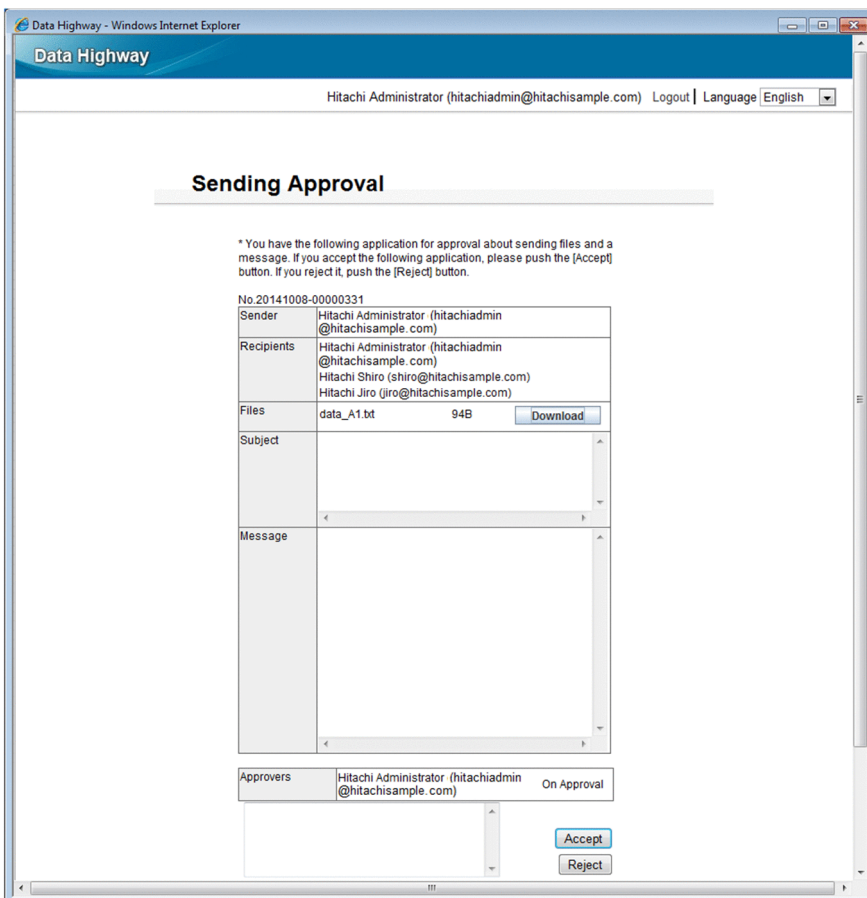 Data Highway - Windows Internet Explorer
Data Highway
Hitachi Administrator (hitachiadmin@hitachisample.com) Logout | Language English
Sending Approval
* You have the following application for approval about sending files and a
message. If you accept the following application, please push the [Accept]
button. If you reject it, push the [Reject] button.
No.20141008-00000331
Sender Hitachi Administrator (hitachiadmin
@hitachisample.com)
Recipients Hitachi Administrator (hitachiadmin
@hitachisample.com)
Hitachi Shiro (shiro@hitachisample.com)
Hitachi Jiro (jiro@hitachisample.com)
Files data_A1.txt 94B Download
Subject
Message
Approvers Hitachi Administrator (hitachiadmin
@hitachisample.com) On Approval
Accept
Reject